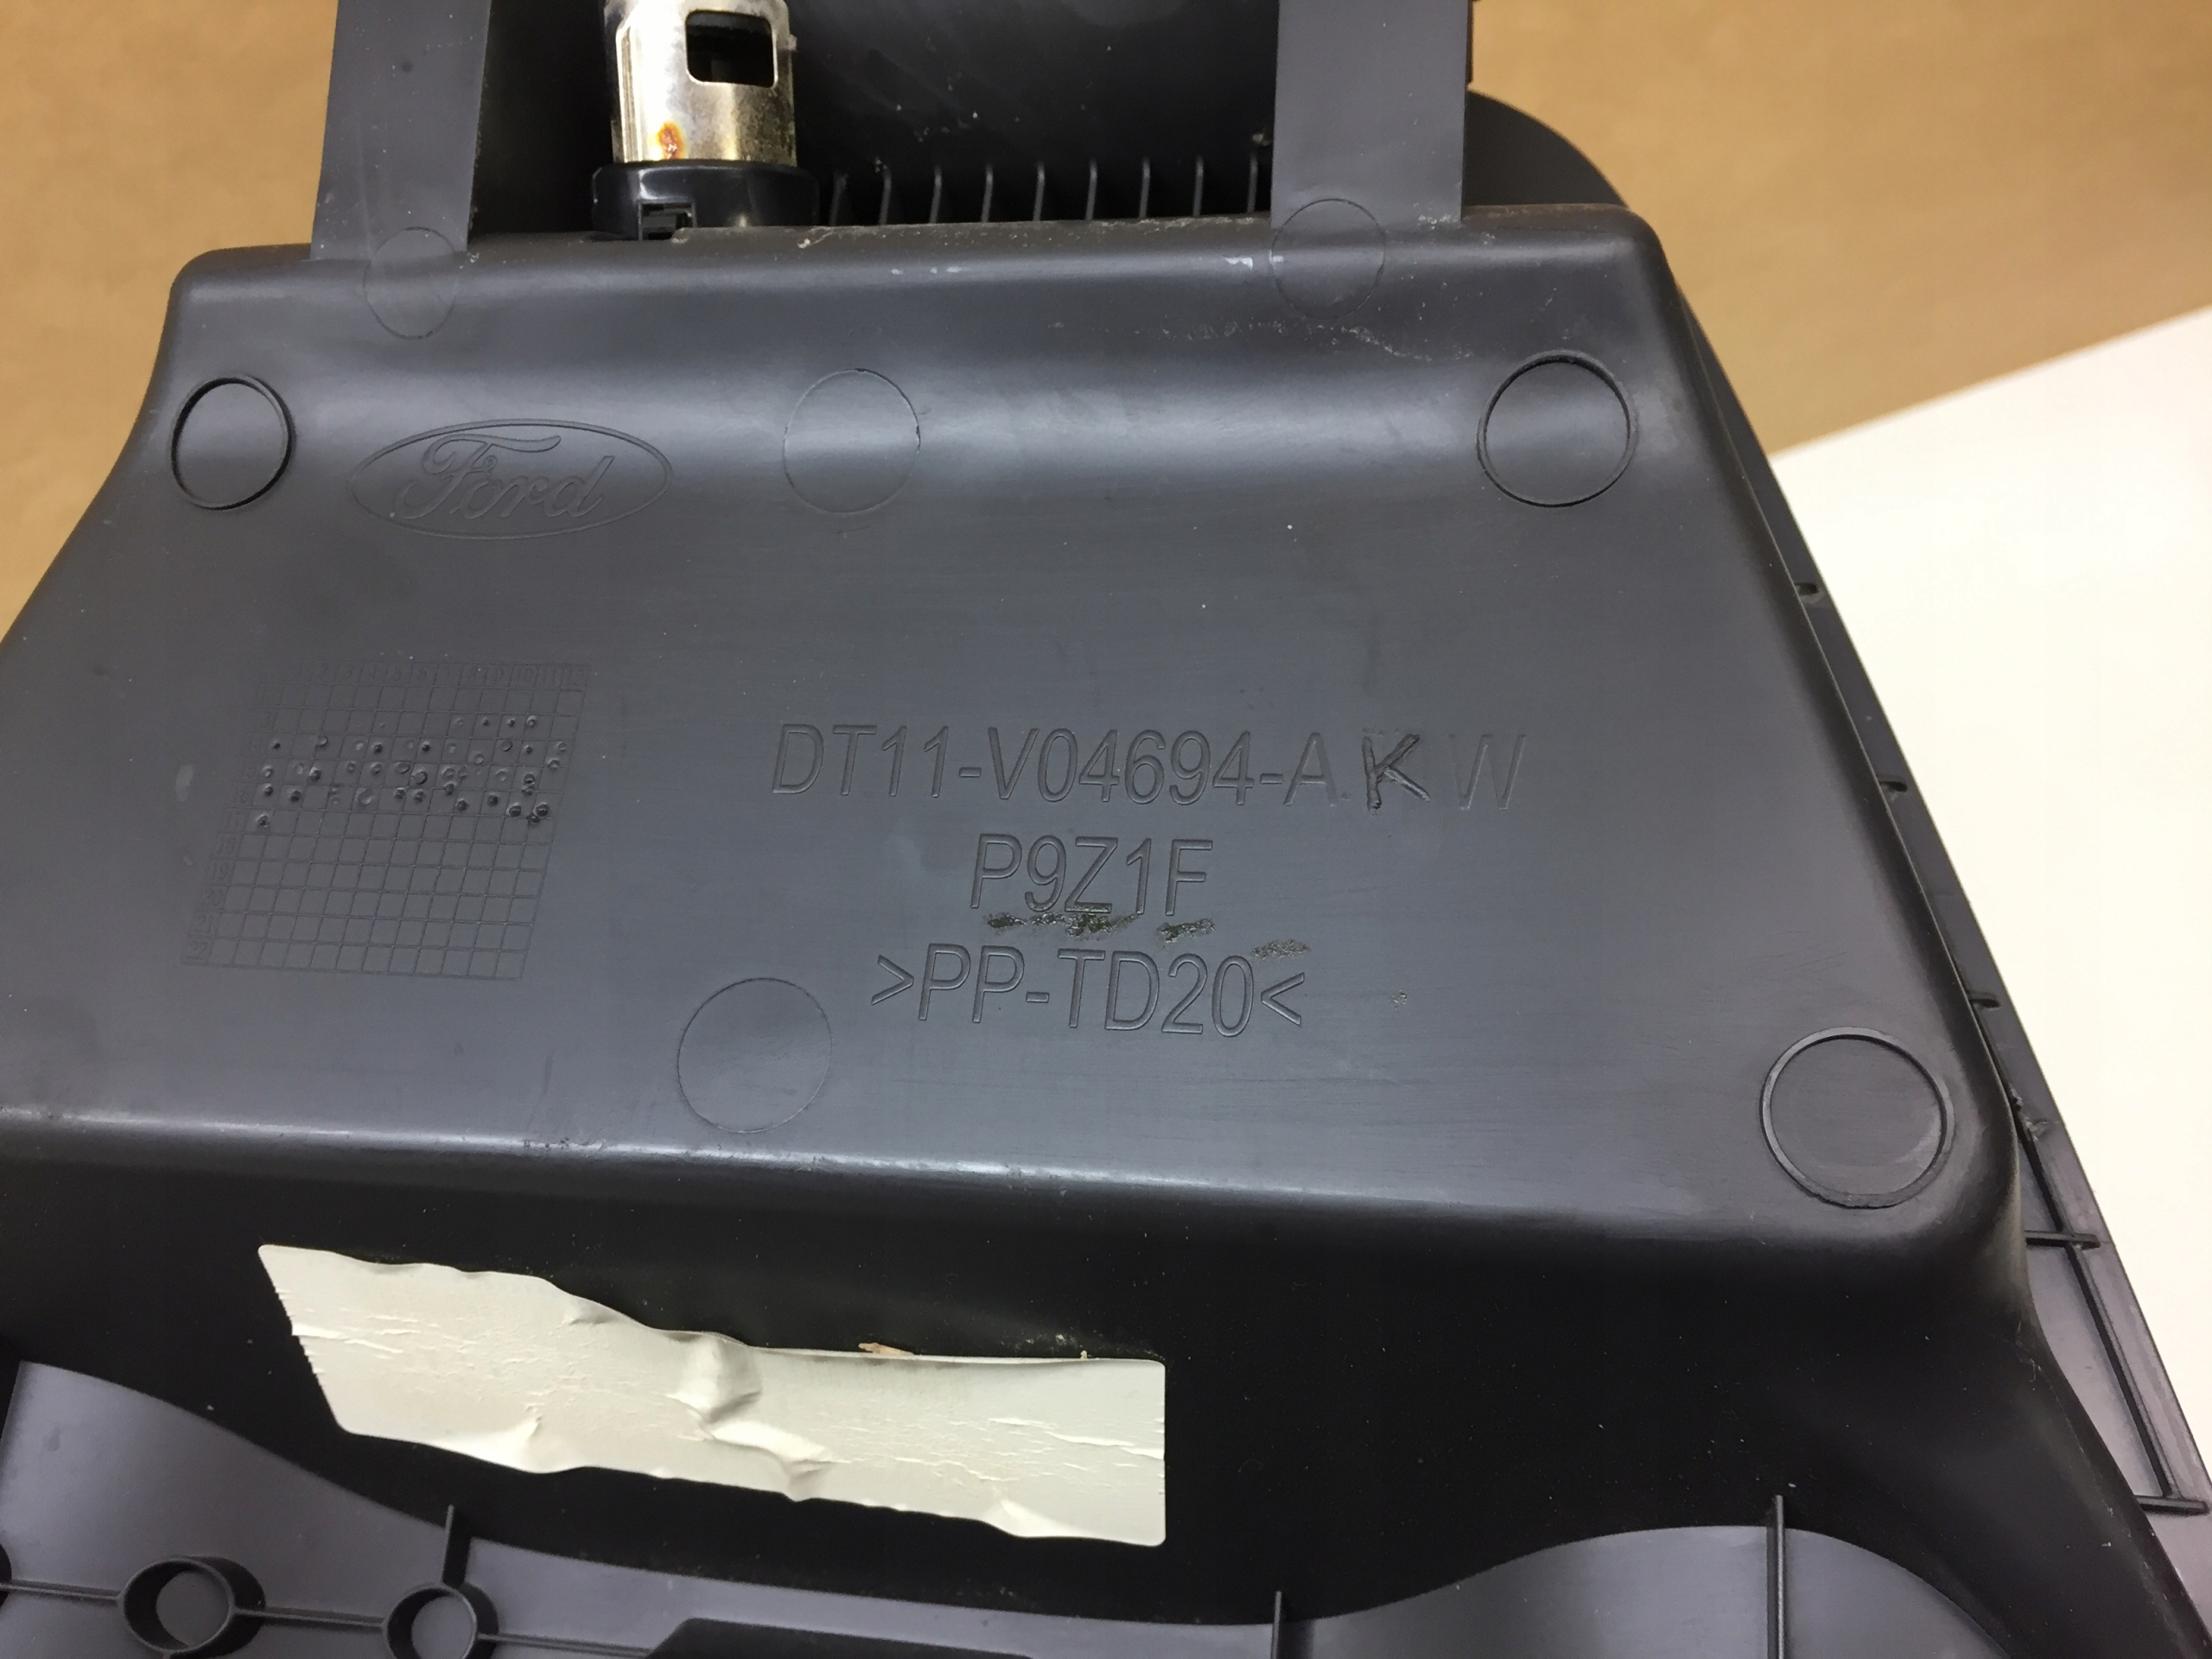 Ford
DT11-V04694-AKW
P9Z1F
>PP-TD20<